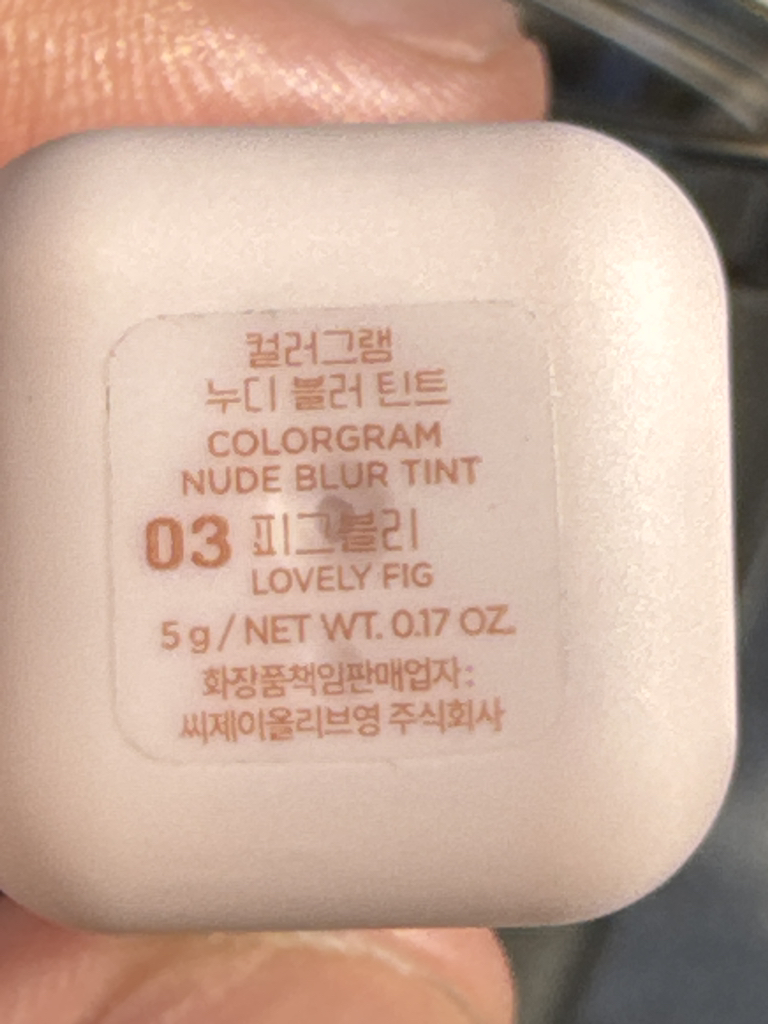 컬러그램
누디 블러 틴트
COLORGRAM
NUDE BLUR TINT
03 피그블리
LOVELY FIG
5 g / NET WT. 0.17 OZ.
화장품책임판매업자:
씨제이올리브영 주식회사